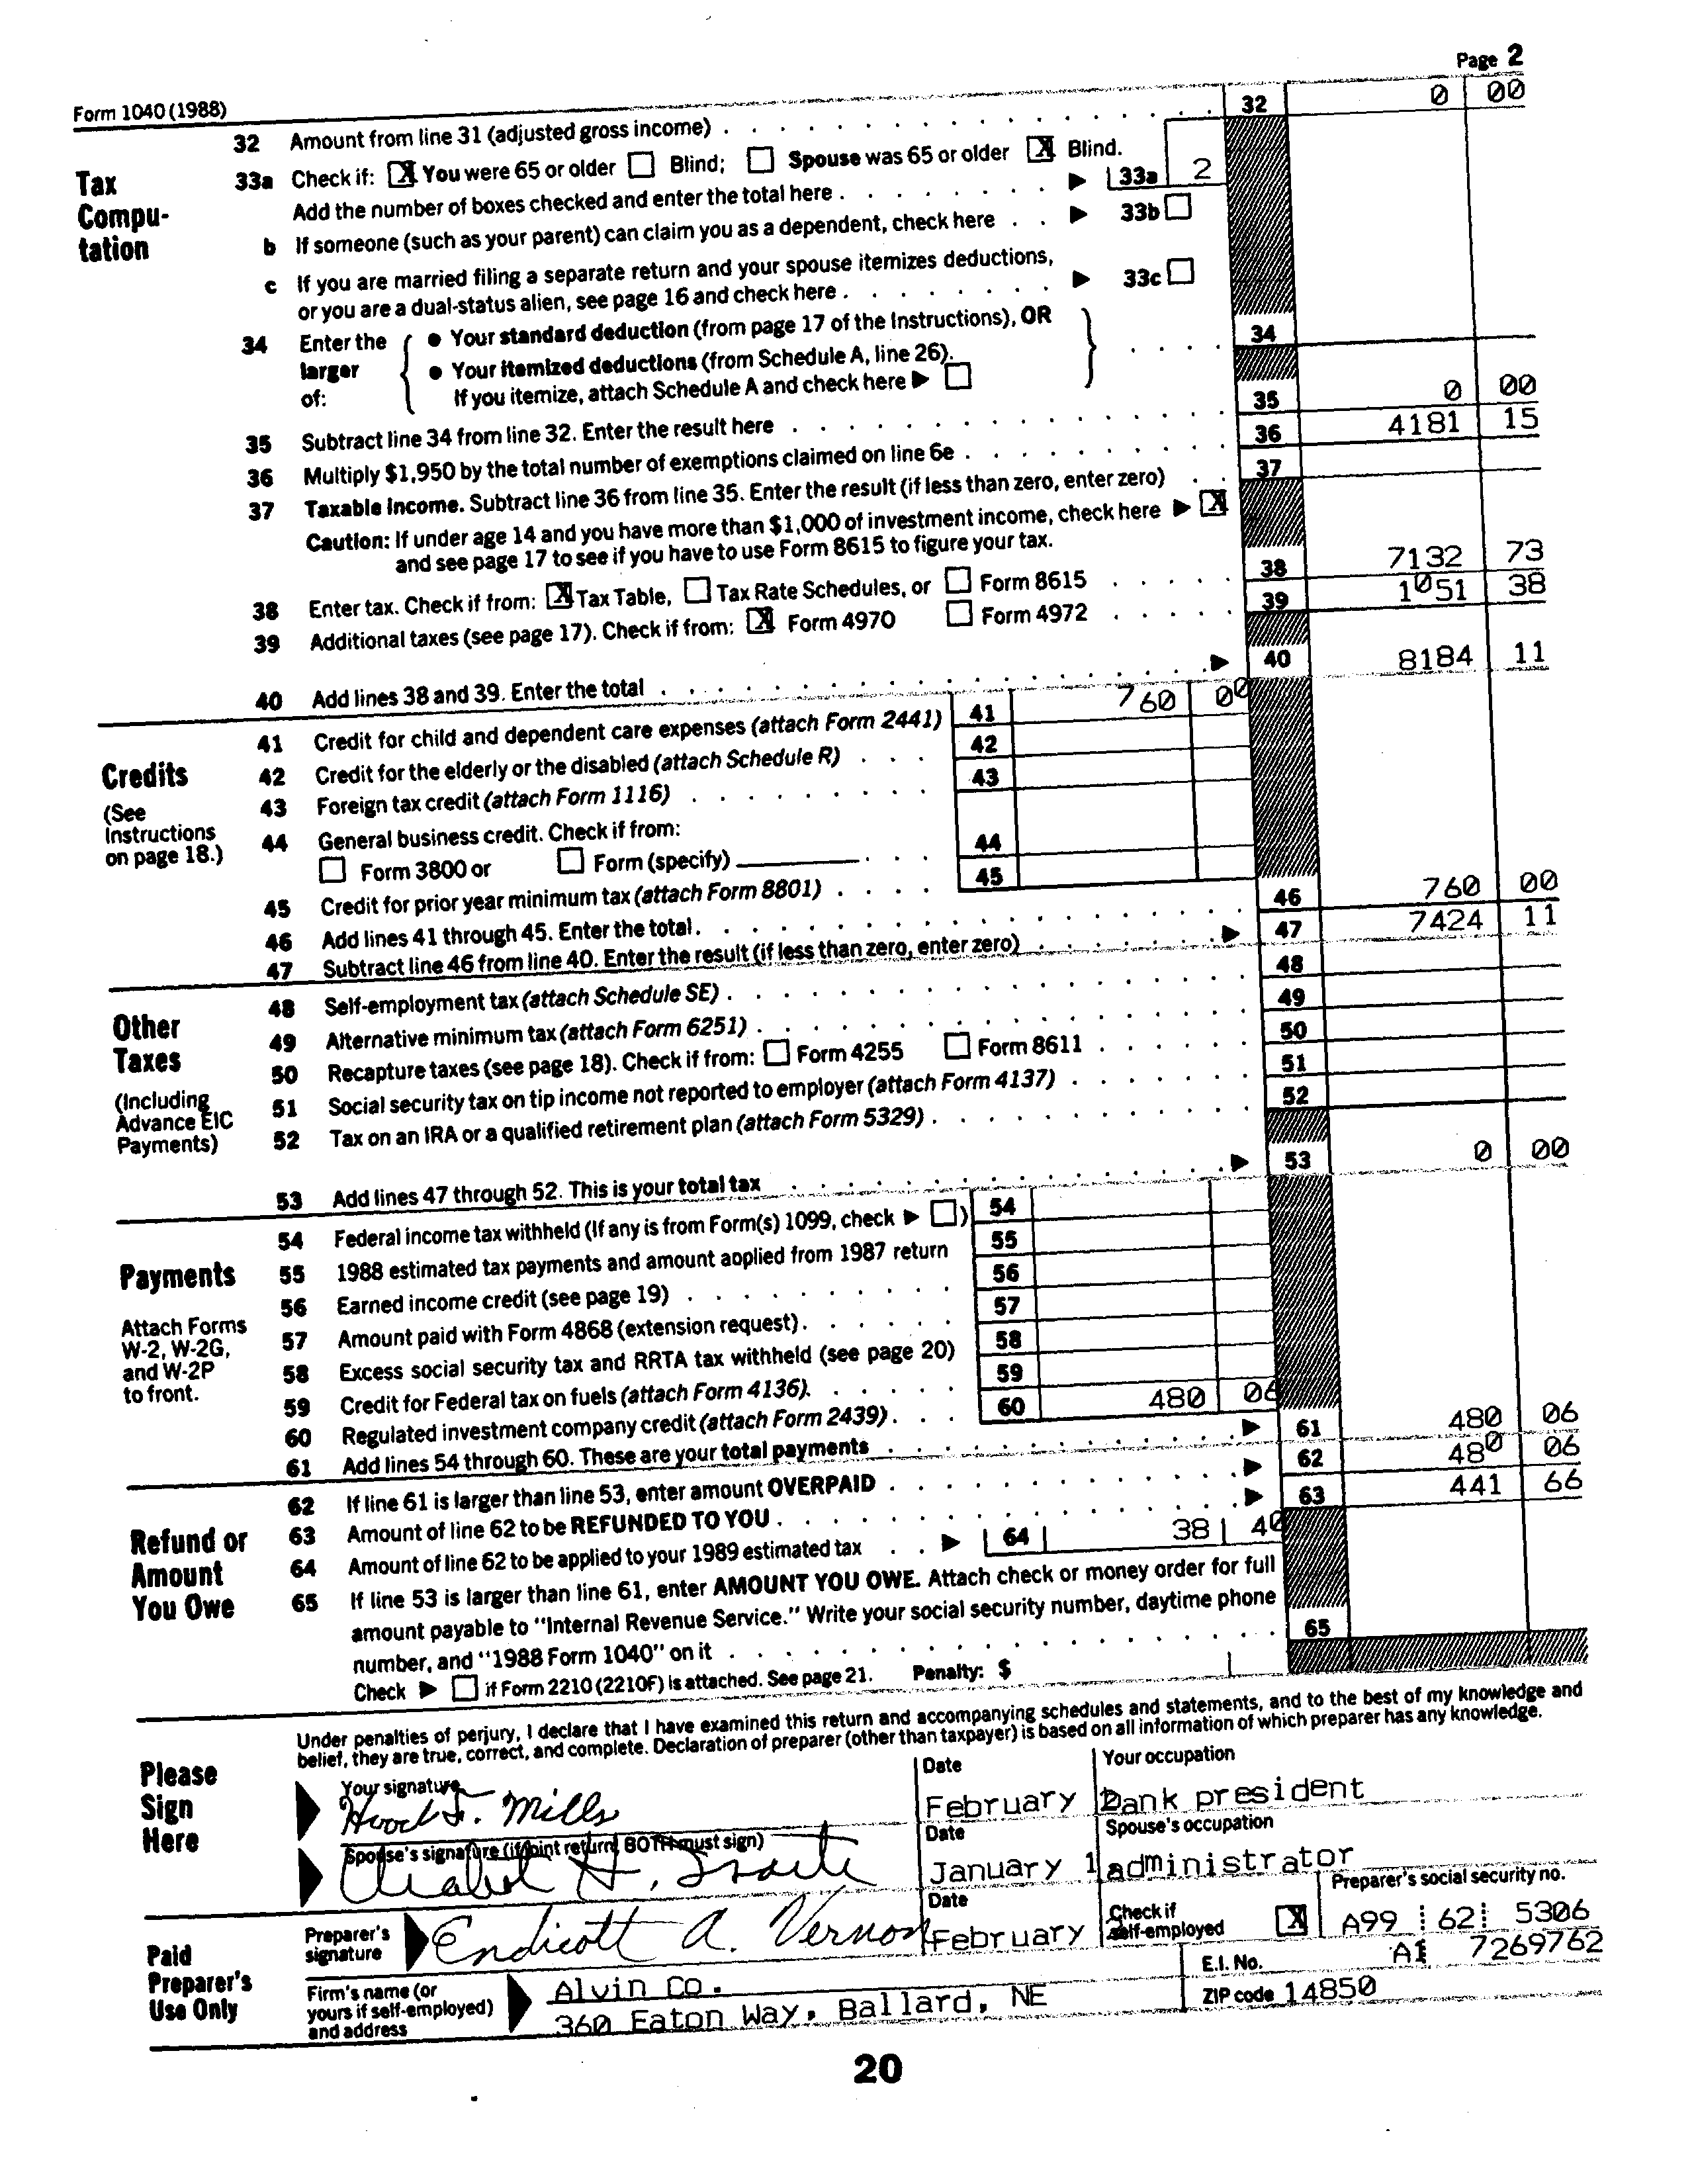 Page 2
Form 1040 (1988)
32 Amount from line 31 (adjusted gross income) 32 0 00
Tax Compu- tation
33a Check if: X You were 65 or older Blind; Spouse was 65 or older X Blind.
Add the number of boxes checked and enter the total here ▶ 33a 2
b If someone (such as your parent) can claim you as a dependent, check here ▶ 33b
c If you are married filing a separate return and your spouse itemizes deductions,
or you are a dual-status alien, see page 16 and check here ▶ 33c
34 Enter the larger of: { ● Your standard deduction (from page 17 of the Instructions), OR } 34
● Your itemized deductions (from Schedule A, line 26).
If you itemize, attach Schedule A and check here ▶
35 Subtract line 34 from line 32. Enter the result here 35 0 00
36 Multiply $1,950 by the total number of exemptions claimed on line 6e 36 4181 15
37 Taxable income. Subtract line 36 from line 35. Enter the result (if less than zero, enter zero) 37
Caution: If under age 14 and you have more than $1,000 of investment income, check here ▶ X
and see page 17 to see if you have to use Form 8615 to figure your tax.
38 Enter tax. Check if from: X Tax Table, Tax Rate Schedules, or Form 8615 38 7132 73
39 Additional taxes (see page 17). Check if from: X Form 4970 Form 4972 39 1051 38
40 Add lines 38 and 39. Enter the total ▶ 40 8184 11
Credits
(See Instructions on page 18.)
41 Credit for child and dependent care expenses (attach Form 2441) 41 760 00
42 Credit for the elderly or the disabled (attach Schedule R) 42
43 Foreign tax credit (attach Form 1116) 43
44 General business credit. Check if from:
Form 3800 or Form (specify) 44
45 Credit for prior year minimum tax (attach Form 8801) 45
46 Add lines 41 through 45. Enter the total 46 760 00
47 Subtract line 46 from line 40. Enter the result (if less than zero, enter zero) ▶ 47 7424 11
Other Taxes
(Including Advance EIC Payments)
48 Self-employment tax (attach Schedule SE) 48
49 Alternative minimum tax (attach Form 6251) 49
50 Recapture taxes (see page 18). Check if from: Form 4255 Form 8611 50
51 Social security tax on tip income not reported to employer (attach Form 4137) 51
52 Tax on an IRA or a qualified retirement plan (attach Form 5329) 52
53 Add lines 47 through 52. This is your total tax ▶ 53 0 00
Payments
Attach Forms W-2, W-2G, and W-2P to front.
54 Federal income tax withheld (If any is from Form(s) 1099, check ▶ ) 54
55 1988 estimated tax payments and amount applied from 1987 return 55
56 Earned income credit (see page 19) 56
57 Amount paid with Form 4868 (extension request) 57
58 Excess social security tax and RRTA tax withheld (see page 20) 58
59 Credit for Federal tax on fuels (attach Form 4136) 59
60 Regulated investment company credit (attach Form 2439) 60 480 06
61 Add lines 54 through 60. These are your total payments ▶ 61 480 06
Refund or Amount You Owe
62 If line 61 is larger than line 53, enter amount OVERPAID ▶ 62 480 06
63 Amount of line 62 to be REFUNDED TO YOU ▶ 63 441 66
64 Amount of line 62 to be applied to your 1989 estimated tax ▶ 64 38 40
65 If line 53 is larger than line 61, enter AMOUNT YOU OWE. Attach check or money order for full
amount payable to "Internal Revenue Service." Write your social security number, daytime phone
number, and "1988 Form 1040" on it 65
Check ▶ if Form 2210 (2210F) is attached. See page 21. Penalty: $
Please Sign Here
Under penalties of perjury, I declare that I have examined this return and accompanying schedules and statements, and to the best of my knowledge and
belief, they are true, correct, and complete. Declaration of preparer (other than taxpayer) is based on all information of which preparer has any knowledge.
Your signature Date Your occupation
Mills February bank president
Spouse's signature (if joint return, BOTH must sign) Date Spouse's occupation
January 1 administrator
Paid Preparer's Use Only
Preparer's signature Endicott A. Vernon Date February Check if self-employed X Preparer's social security no. A99 62 5306
Firm's name (or yours if self-employed) and address Alvin Co. E.I. No. 7269762
360 Eaton Way, Ballard, NE ZIP code 14850
20